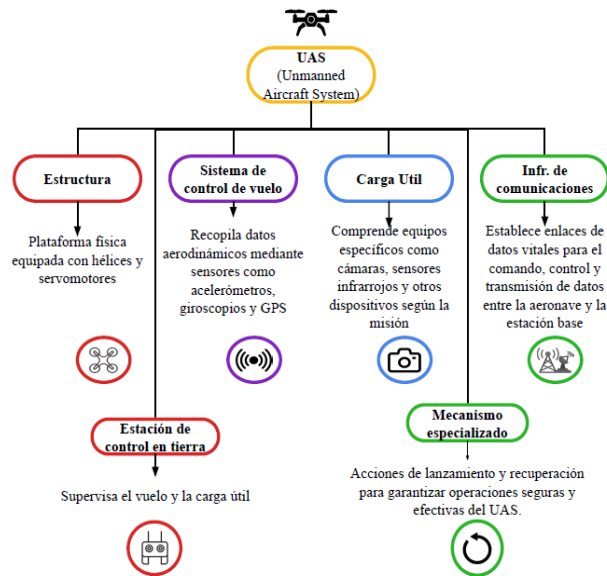 UAS
(Unmanned
Aircraft System)
Estructura
Plataforma física
equipada con hélices y
servomotores
Sistema de
control de vuelo
Recopila datos
aerodinámicos mediante
sensores como
acelerómetros,
giroscopios y GPS
Carga Util
Comprende equipos
específicos como
cámaras, sensores
infrarrojos y otros
dispositivos según la
misión
Infr. de
comunicaciones
Establece enlaces de
datos vitales para el
comando, control y
transmisión de datos
entre la aeronave y la
estación base
Estación de
control en tierra
Supervisa el vuelo y la carga útil
Mecanismo
especializado
Acciones de lanzamiento y recuperación
para garantizar operaciones seguras y
efectivas del UAS.